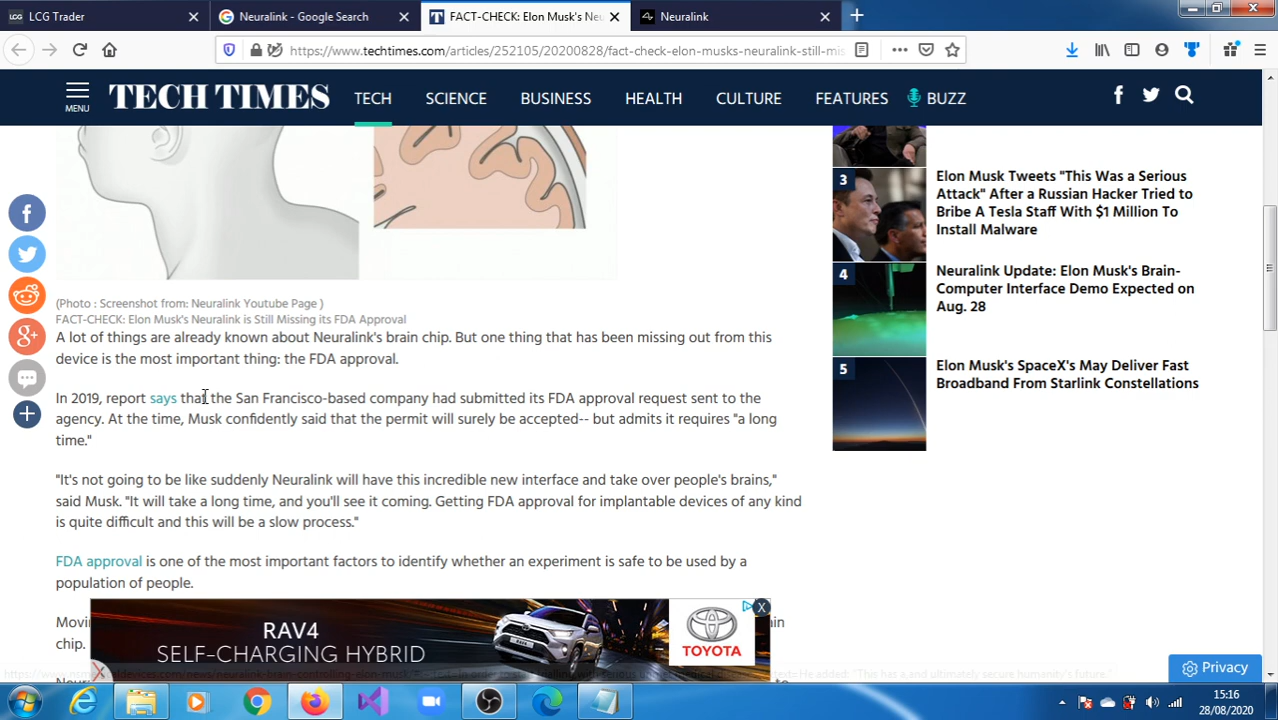 LCG LCG Trader
Neuralink - Google Search
FACT-CHECK: Elon Musk's Neu
Neuralink
https://www.techtimes.com/articles/252105/20200828/fact-check-elon-musks-neuralink-still-mis
MENU
TECH TIMES
TECH
SCIENCE
BUSINESS
HEALTH
CULTURE
FEATURES
BUZZ
(Photo : Screenshot from: Neuralink Youtube Page )
FACT-CHECK: Elon Musk's Neuralink is Still Missing its FDA Approval
A lot of things are already known about Neuralink's brain chip. But one thing that has been missing out from this
device is the most important thing: the FDA approval.
In 2019, report says that the San Francisco-based company had submitted its FDA approval request sent to the
agency. At the time, Musk confidently said that the permit will surely be accepted-- but admits it requires "a long
time."
"It's not going to be like suddenly Neuralink will have this incredible new interface and take over people's brains,"
said Musk. "It will take a long time, and you'll see it coming. Getting FDA approval for implantable devices of any kind
is quite difficult and this will be a slow process."
FDA approval is one of the most important factors to identify whether an experiment is safe to be used by a
population of people.
chip.
RAV4
SELF-CHARGING HYBRID
TOYOTA
3
Elon Musk Tweets "This Was a Serious
Attack" After a Russian Hacker Tried to
Bribe A Tesla Staff With $1 Million To
Install Malware
4
Neuralink Update: Elon Musk's Brain-
Computer Interface Demo Expected on
Aug. 28
5
Elon Musk's SpaceX's May Deliver Fast
Broadband From Starlink Constellations
Privacy
15:16
28/08/2020